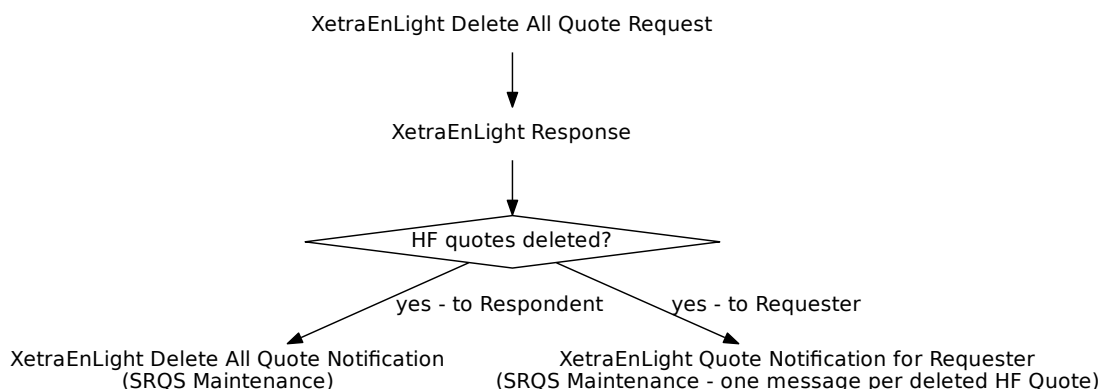 XetraEnLight Delete All Quote Request
XetraEnLight Response
HF quotes deleted?
yes - to Respondent
yes - to Requester
XetraEnLight Delete All Quote Notification
(SRQS Maintenance)
XetraEnLight Quote Notification for Requester
(SRQS Maintenance - one message per deleted HF Quote)